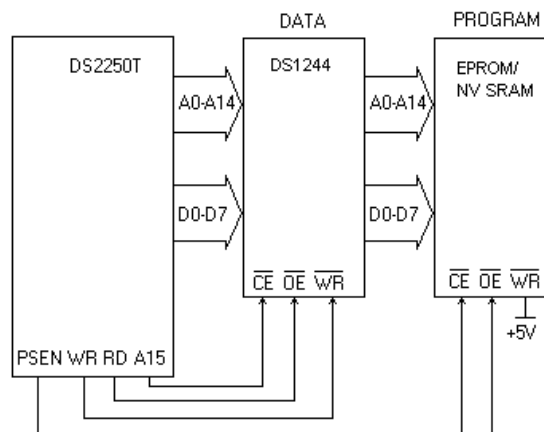 DATA
PROGRAM
DS2250T
DS1244
EPROM/
NV SRAM
A0-A14
A0-A14
D0-D7
D0-D7
CE OE WR
CE OE WR
+5V
PSEN WR RD A15